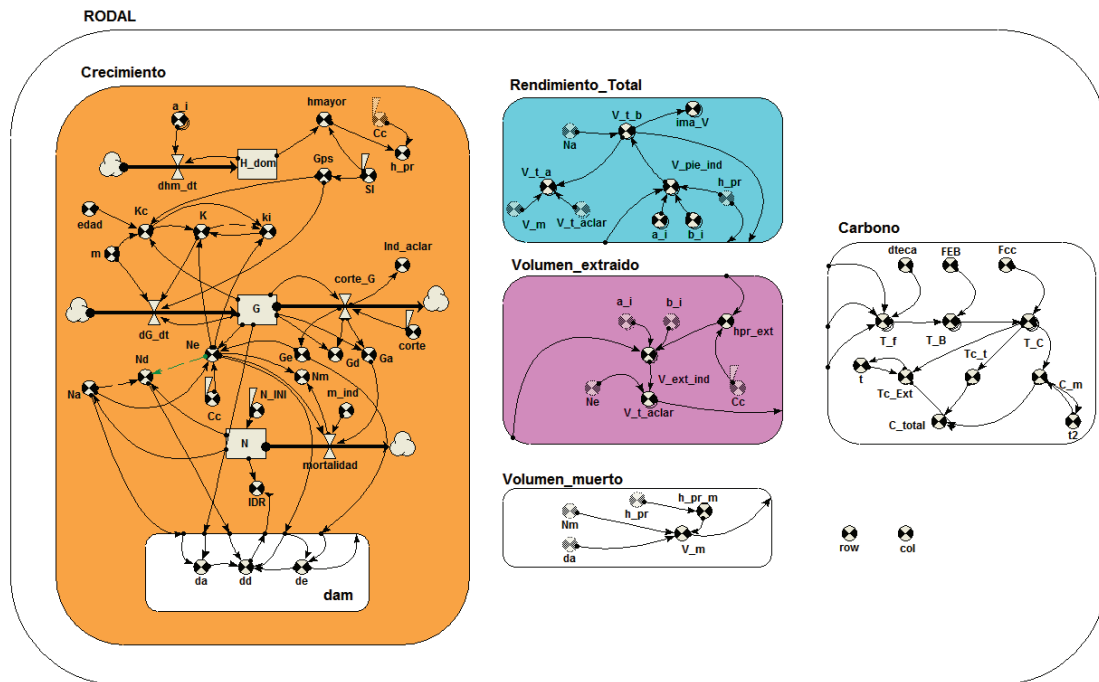 RODAL
Crecimiento
a_i
hmayor
Cc
H_dom
h_pr
dhm_dt
Gps
SI
edad
Kc
K
ki
m
Ind_aclar
corte_G
G
dG_dt
corte
Ne
Nd
Ge
Gd
Ga
Na
Nm
Cc
N_INI
m_ind
N
mortalidad
IDR
da
dd
de
dam
Rendimiento_Total
V_t_b
ima_V
Na
V_t_a
V_pie_ind
h_pr
V_m
V_t_aclar
a_i
b_i
Volumen_extraido
a_i
b_i
hpr_ext
V_ext_ind
Ne
Cc
V_t_aclar
Volumen_muerto
h_pr_m
Nm
h_pr
da
V_m
Carbono
dteca
FEB
Fcc
T_f
T_B
T_C
t
Tc_t
Tc_Ext
C_m
C_total
t2
row
col